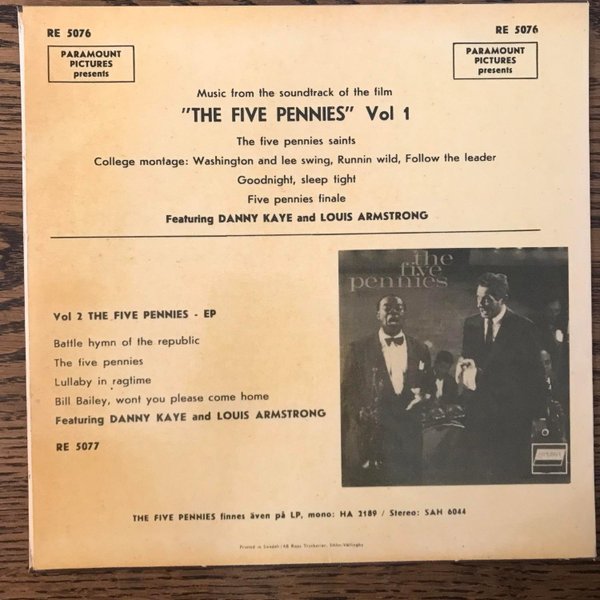 RE 5076
RE 5076
PARAMOUNT
PICTURES
presents
PARAMOUNT
PICTURES
presents
Music from the soundtrack of the film
"THE FIVE PENNIES" Vol 1
The five pennies saints
College montage: Washington and lee swing, Runnin wild, Follow the leader
Goodnight, sleep tight
Five pennies finale
Featuring DANNY KAYE and LOUIS ARMSTRONG
the
five
pennies
Vol 2 THE FIVE PENNIES - EP
Battle hymn of the republic
The five pennies
Lullaby in ragtime
Bill Bailey, wont you please come home
Featuring DANNY KAYE and LOUIS ARMSTRONG
RE 5077
THE FIVE PENNIES finnes även på LP, mono: HA 2189 / Stereo: SAH 6044
Printed in Sweden/AB